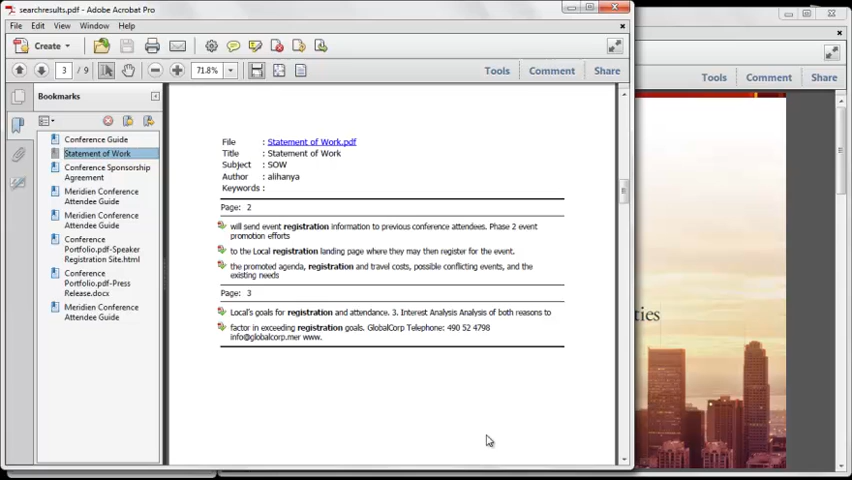 searchresults.pdf - Adobe Acrobat Pro
File Edit View Window Help
Create
3 / 9 71.8% Tools Comment Share
Tools Comment Share
Bookmarks
Conference Guide
Statement of Work
Conference Sponsorship
Agreement
Meridien Conference
Attendee Guide
Meridien Conference
Attendee Guide
Conference
Portfolio.pdf-Speaker
Registration Site.html
Conference
Portfolio.pdf-Press
Release.docx
Meridien Conference
Attendee Guide
File : Statement of Work.pdf
Title : Statement of Work
Subject : SOW
Author : alihanya
Keywords :
Page: 2
will send event registration information to previous conference attendees. Phase 2 event
promotion efforts
to the Local registration landing page where they may then register for the event.
the promoted agenda, registration and travel costs, possible conflicting events, and the
existing needs
Page: 3
Local's goals for registration and attendance. 3. Interest Analysis Analysis of both reasons to
factor in exceeding registration goals. GlobalCorp Telephone: 490 52 4798
info@globalcorp.mer www.
ities